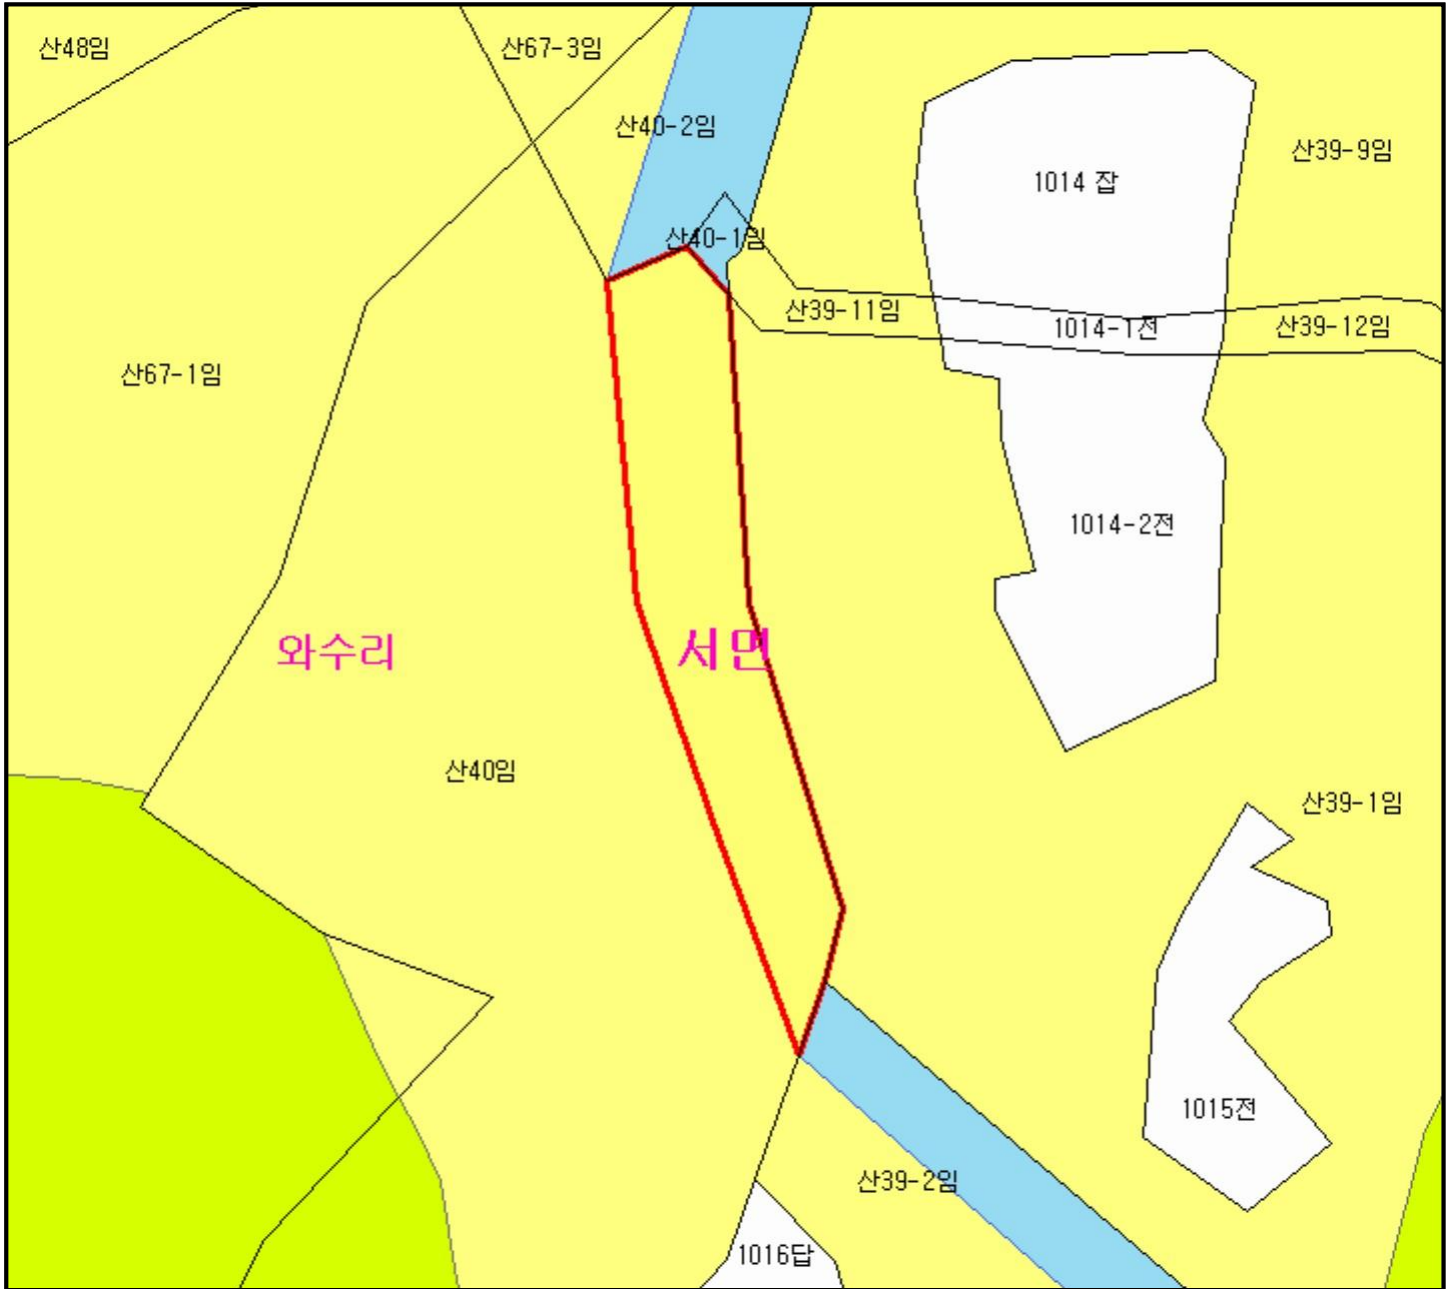 산48임
산67-3임
산40-2임
산39-9임
1014 잡
산40-1임
산39-11임
1014-1전
산39-12임
산67-1임
1014-2전
와수리
서면
산40임
산39-1임
1015전
산39-2임
1016답